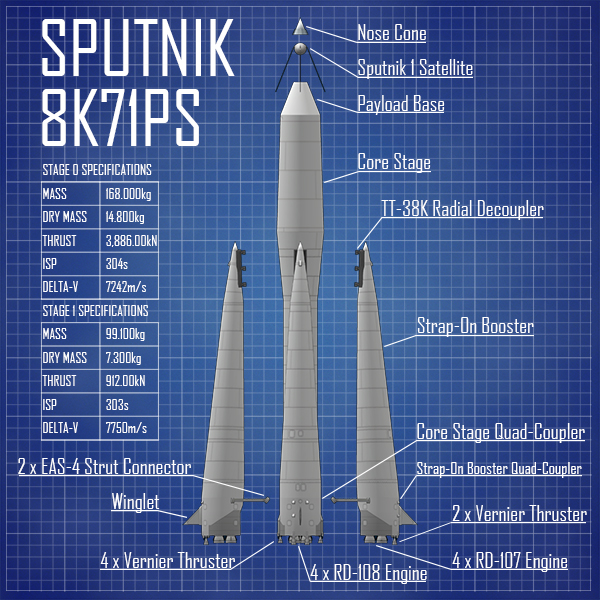 SPUTNIK
8K71PS
STAGE 0 SPECIFICATIONS
MASS 168.000kg
DRY MASS 14.800kg
THRUST 3,886.00kN
ISP 304s
DELTA-V 7242m/s
STAGE 1 SPECIFICATIONS
MASS 99.100kg
DRY MASS 7.300kg
THRUST 912.00kN
ISP 303s
DELTA-V 7750m/s
Nose Cone
Sputnik 1 Satellite
Payload Base
Core Stage
TT-38K Radial Decoupler
Strap-On Booster
Core Stage Quad-Coupler
2 x EAS-4 Strut Connector
Strap-On Booster Quad-Coupler
Winglet
2 x Vernier Thruster
4 x Vernier Thruster
4 x RD-108 Engine
4 x RD-107 Engine